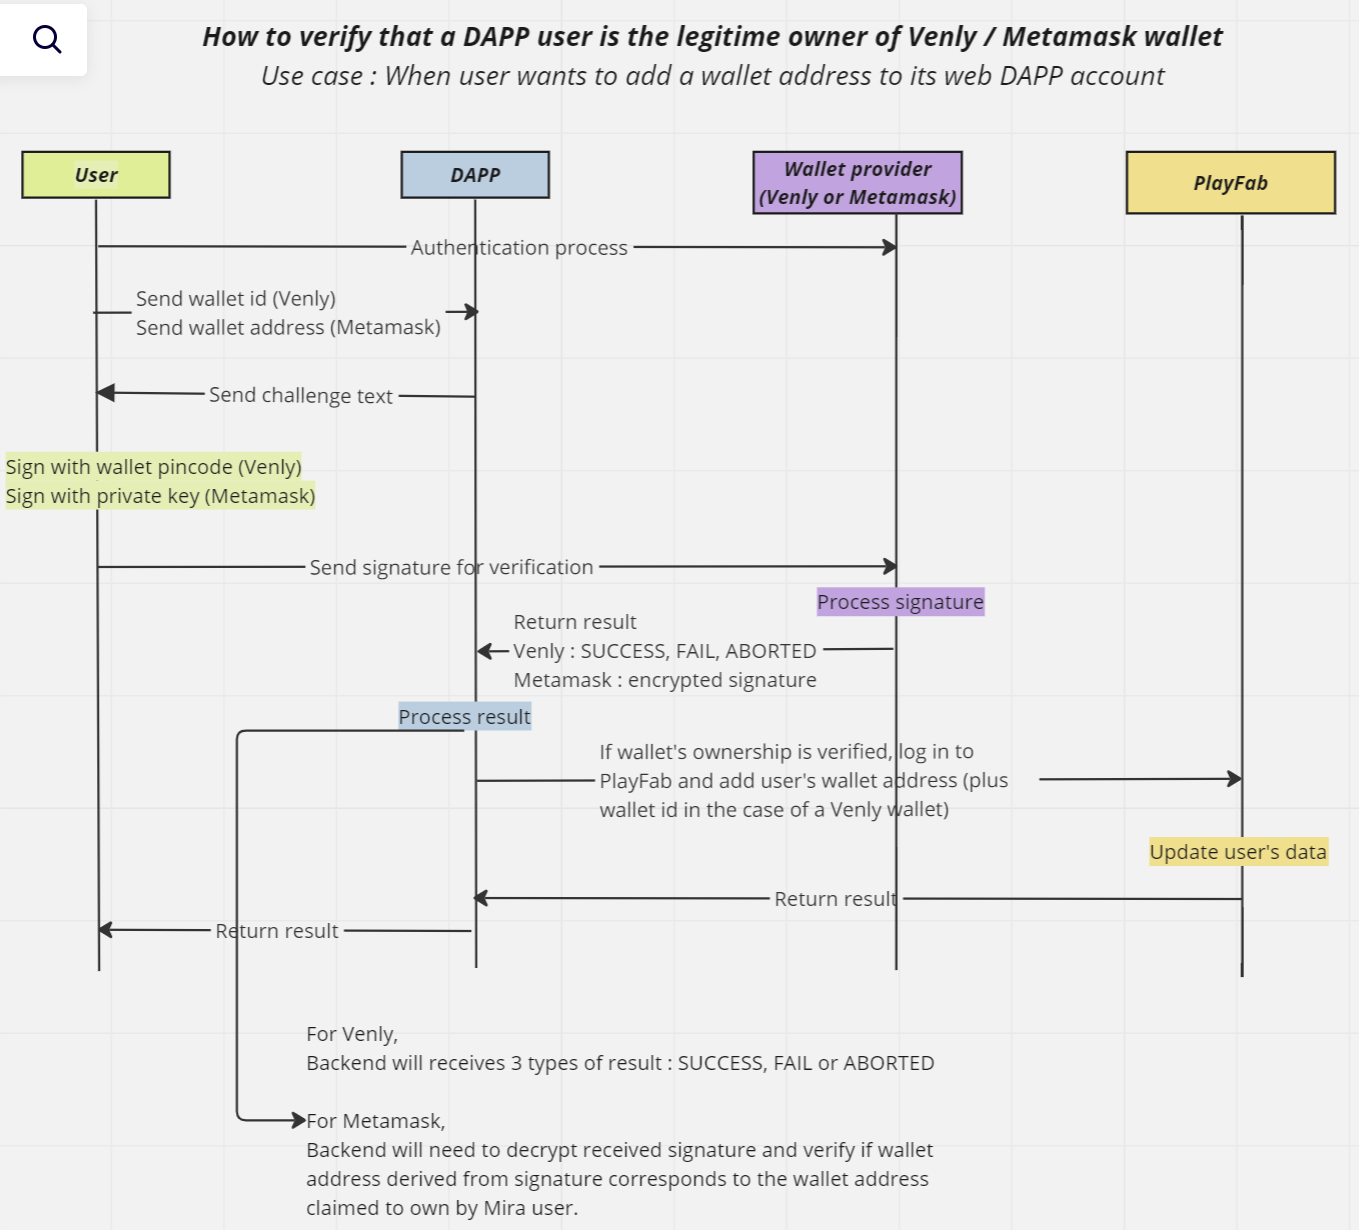 How to verify that a DAPP user is the legitime owner of Venly / Metamask wallet
Use case : When user wants to add a wallet address to its web DAPP account
User
DAPP
Wallet provider
(Venly or Metamask)
PlayFab
Authentication process
Send wallet id (Venly)
Send wallet address (Metamask)
Send challenge text
Sign with wallet pincode (Venly)
Sign with private key (Metamask)
Send signature for verification
Process signature
Return result
Venly : SUCCESS, FAIL, ABORTED
Metamask : encrypted signature
Process result
If wallet's ownership is verified, log in to
PlayFab and add user's wallet address (plus
wallet id in the case of a Venly wallet)
Update user's data
Return result
Return result
For Venly,
Backend will receives 3 types of result : SUCCESS, FAIL or ABORTED
For Metamask,
Backend will need to decrypt received signature and verify if wallet
address derived from signature corresponds to the wallet address
claimed to own by Mira user.